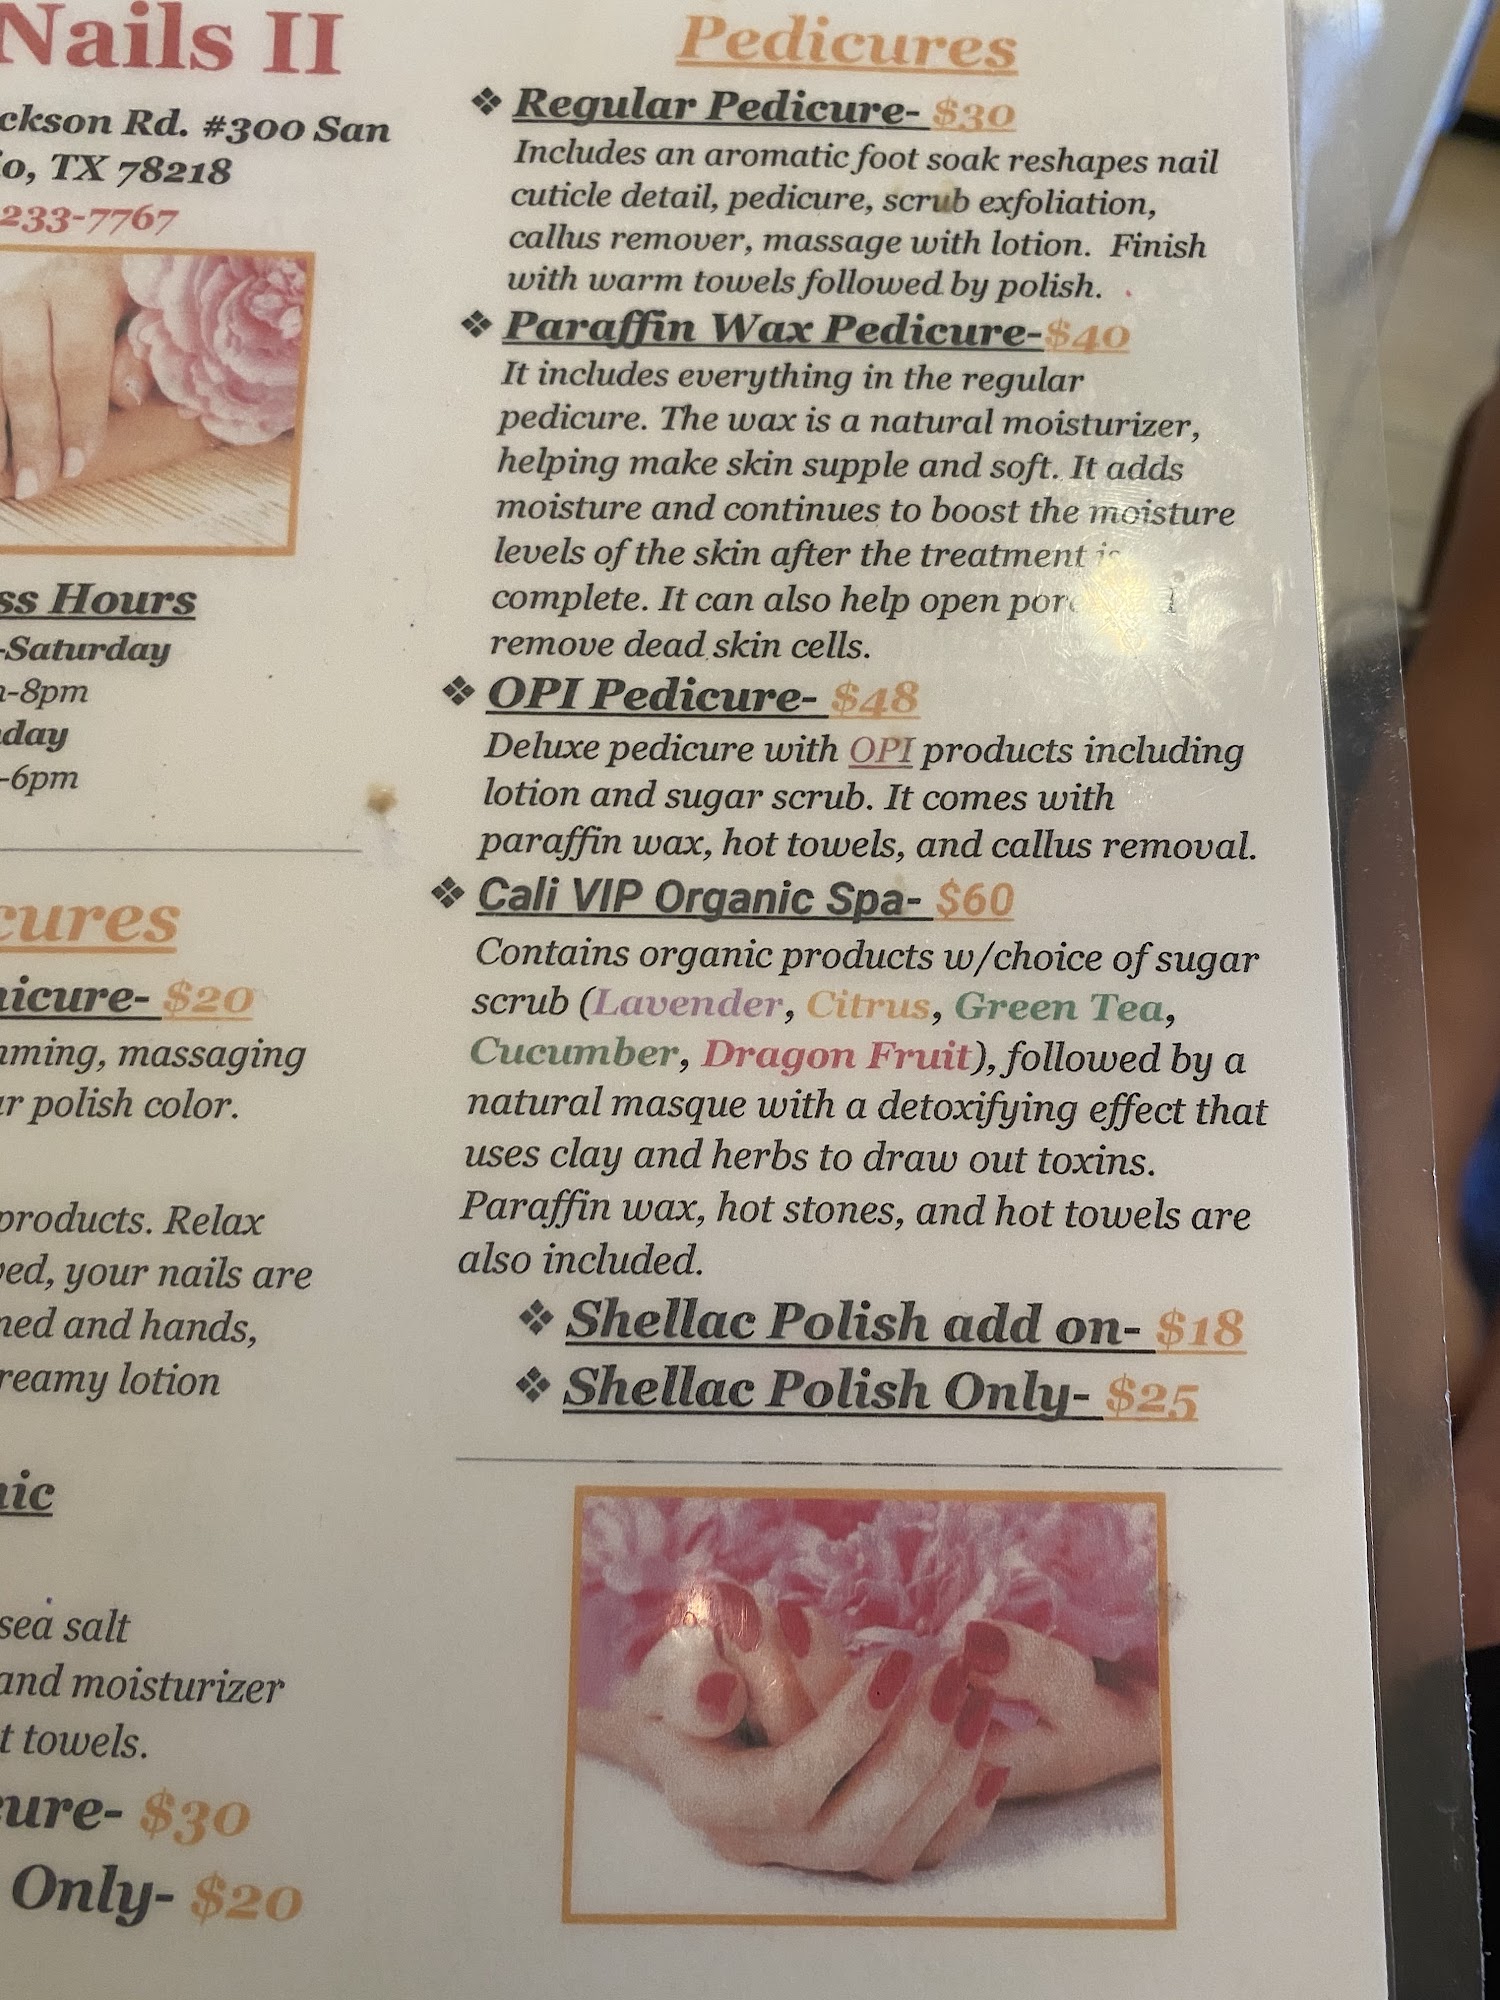 Nails II
ckson Rd. #300 San
o, TX 78218
233-7767
ss Hours
-Saturday
-8pm
day
-6pm
cures
nicure- $20
ming, massaging
r polish color.
products. Relax
ed, your nails are
ned and hands,
reamy lotion
nic
sea salt
and moisturizer
t towels.
cure- $30
Only- $20
Pedicures
❖ Regular Pedicure- $30
Includes an aromatic foot soak reshapes nail
cuticle detail, pedicure, scrub exfoliation,
callus remover, massage with lotion. Finish
with warm towels followed by polish.
❖ Paraffin Wax Pedicure-$40
It includes everything in the regular
pedicure. The wax is a natural moisturizer,
helping make skin supple and soft. It adds
moisture and continues to boost the moisture
levels of the skin after the treatment is
complete. It can also help open
remove dead skin cells.
❖ OPI Pedicure- $48
Deluxe pedicure with OPI products including
lotion and sugar scrub. It comes with
paraffin wax, hot towels, and callus removal.
❖ Cali VIP Organic Spa- $60
Contains organic products w/choice of sugar
scrub (Lavender, Citrus, Green Tea,
Cucumber, Dragon Fruit), followed by a
natural masque with a detoxifying effect that
uses clay and herbs to draw out toxins.
Paraffin wax, hot stones, and hot towels are
also included.
❖ Shellac Polish add on- $18
❖ Shellac Polish Only- $25